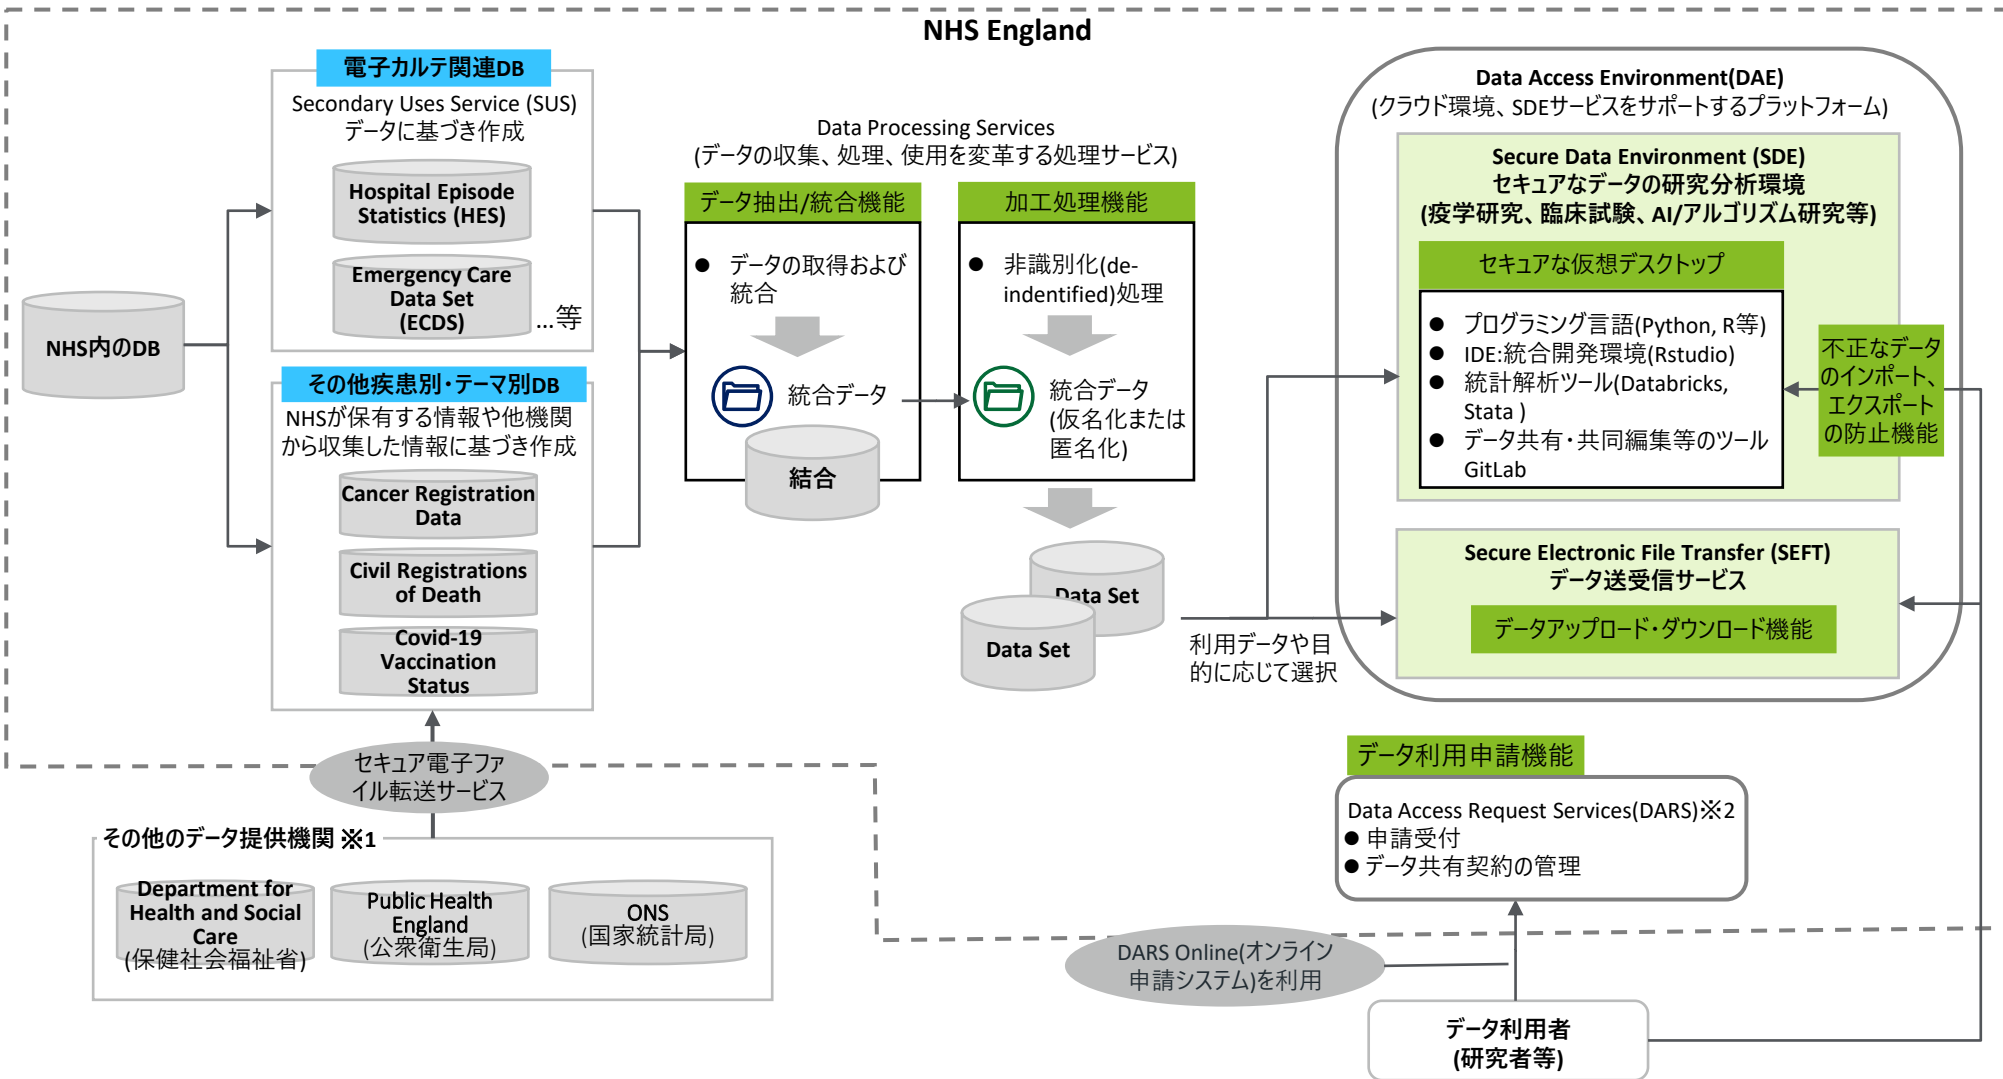 NHS England
電子カルテ関連DB
Secondary Uses Service (SUS)
データに基づき作成
Hospital Episode
Statistics (HES)
Emergency Care
Data Set
(ECDS)
…等
NHS内のDB
その他疾患別・テーマ別DB
NHSが保有する情報や他機関
から収集した情報に基づき作成
Cancer Registration
Data
Civil Registrations
of Death
Covid-19
Vaccination
Status
セキュア電子ファ
イル転送サービス
その他のデータ提供機関 ※1
Department for
Health and Social
Care
(保健社会福祉省)
Public Health
England
(公衆衛生局)
ONS
(国家統計局)
Data Processing Services
(データの収集、処理、使用を変革する処理サービス)
データ抽出/統合機能
● データの取得および
統合
統合データ
結合
加工処理機能
● 非識別化(de-
indentified)処理
統合データ
(仮名化または
匿名化)
Data Set
Data Set
利用データや目
的に応じて選択
Data Access Environment(DAE)
(クラウド環境、SDEサービスをサポートするプラットフォーム)
Secure Data Environment (SDE)
セキュアなデータの研究分析環境
(疫学研究、臨床試験、AI/アルゴリズム研究等)
セキュアな仮想デスクトップ
● プログラミング言語(Python, R等)
● IDE:統合開発環境(Rstudio)
● 統計解析ツール(Databricks,
Stata )
● データ共有・共同編集等のツール
GitLab
不正なデータ
のインポート、
エクスポート
の防止機能
Secure Electronic File Transfer (SEFT)
データ送受信サービス
データアップロード・ダウンロード機能
データ利用申請機能
Data Access Request Services(DARS)※2
● 申請受付
● データ共有契約の管理
DARS Online(オンライン
申請システム)を利用
データ利用者
(研究者等)